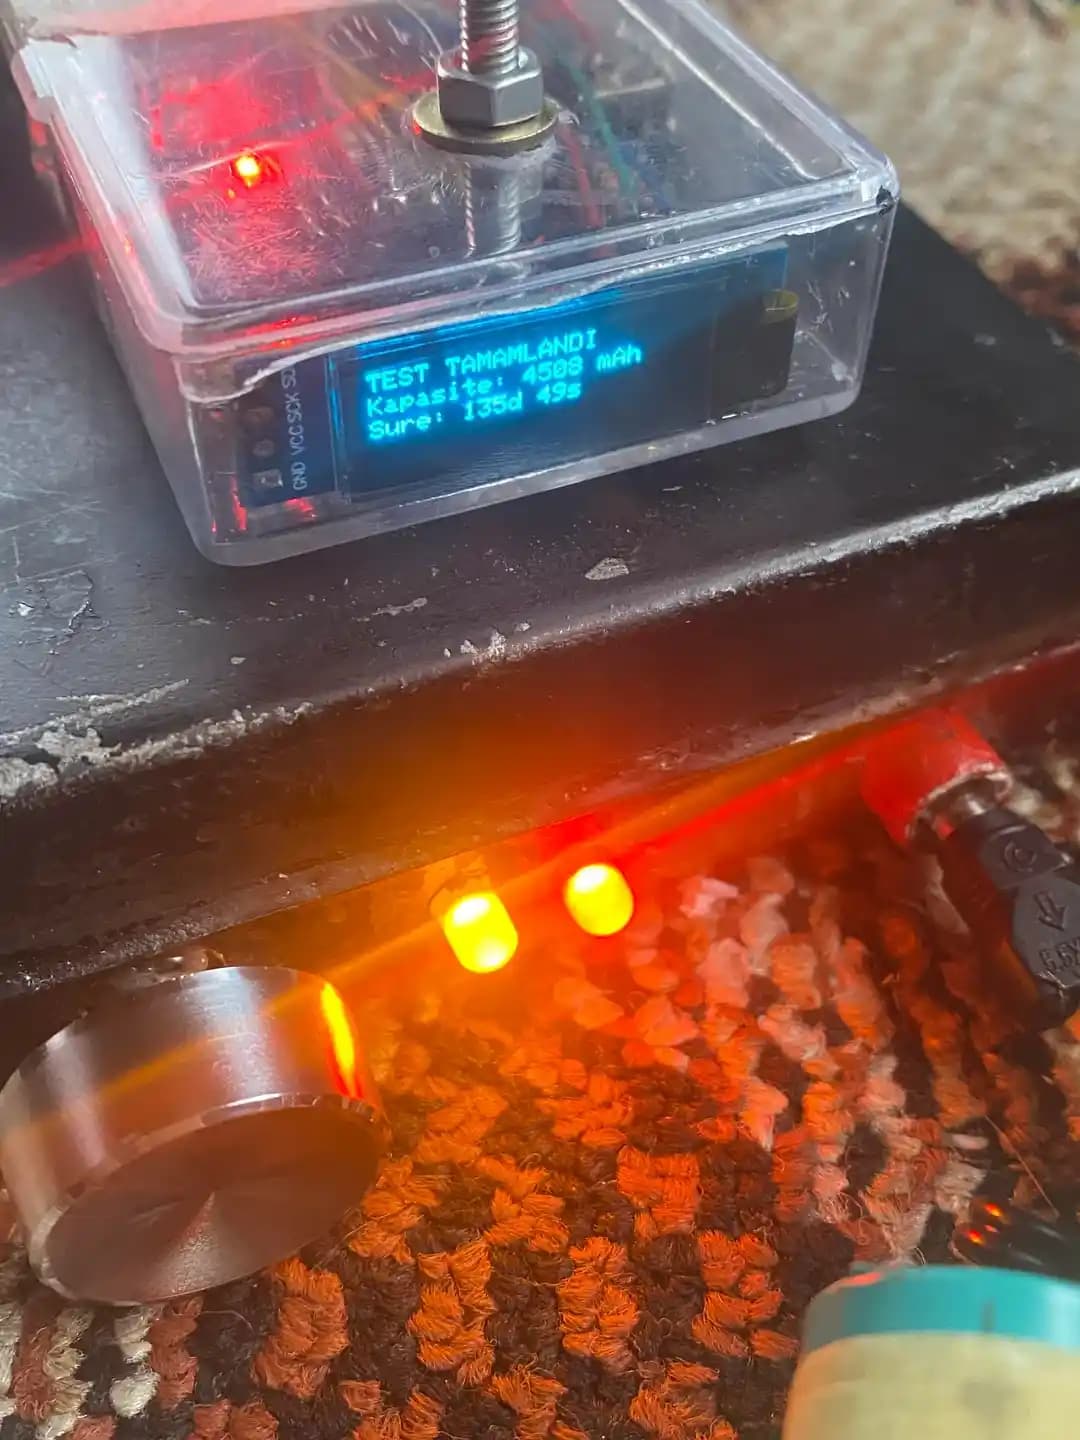 TEST TAMAMLANDI
Kapasite: 4508 mAh
Sure: 135d 49s
GND VCC SCK